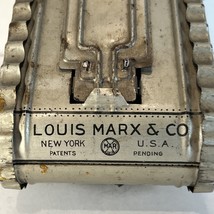 LOUIS MARX & CO
NEW YORK MAR U.S.A.
PATENTS PENDING